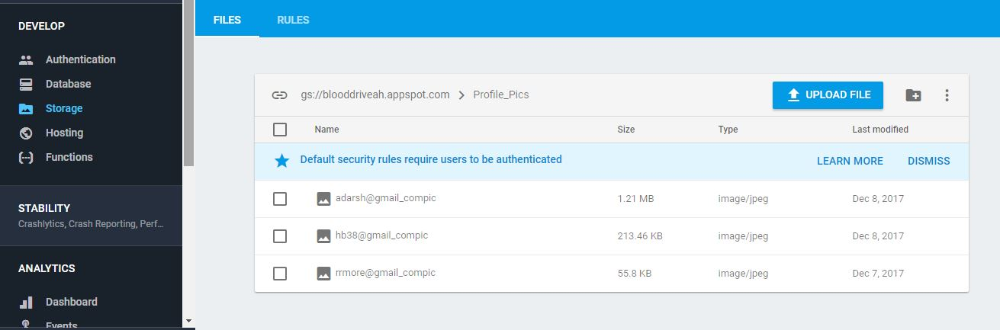 DEVELOP
Authentication
Database
Storage
Hosting
Functions
STABILITY
Crashlytics, Crash Reporting, Perf...
ANALYTICS
Dashboard
Events
FILES RULES
gs://blooddriveah.appspot.com > Profile_Pics UPLOAD FILE
Name Size Type Last modified
Default security rules require users to be authenticated LEARN MORE DISMISS
adarsh@gmail_compic 1.21 MB image/jpeg Dec 8, 2017
hb38@gmail_compic 213.46 KB image/jpeg Dec 8, 2017
rrmore@gmail_compic 55.8 KB image/jpeg Dec 7, 2017